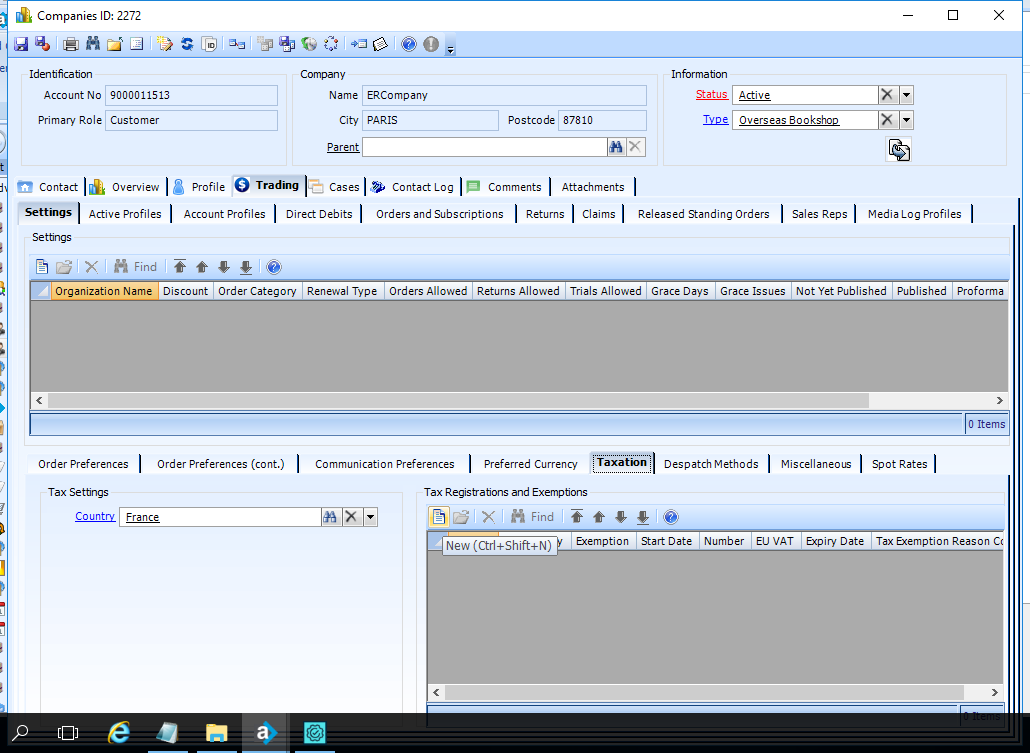 Companies ID: 2272
Identification
Account No 9000011513
Primary Role Customer
Company
Name ERCompany
City PARIS Postcode 87810
Parent
Information
Status Active
Type Overseas Bookshop
Contact Overview Profile Trading Cases Contact Log Comments Attachments
Settings Active Profiles Account Profiles Direct Debits Orders and Subscriptions Returns Claims Released Standing Orders Sales Reps Media Log Profiles
Settings
Find
Organization Name Discount Order Category Renewal Type Orders Allowed Returns Allowed Trials Allowed Grace Days Grace Issues Not Yet Published Published Proforma
0 Items
Order Preferences Order Preferences (cont.) Communication Preferences Preferred Currency Taxation Despatch Methods Miscellaneous Spot Rates
Tax Settings
Country France
Tax Registrations and Exemptions
Find
Exemption Start Date Number EU VAT Expiry Date Tax Exemption Reason Co
New (Ctrl+Shift+N)
0 Items